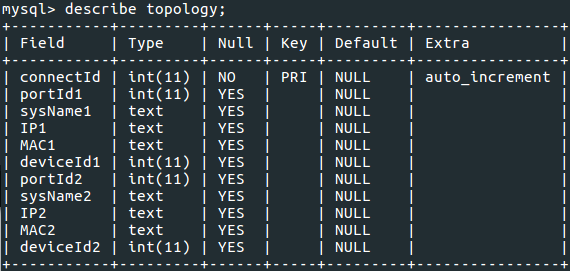 mysql> describe topology;
+-----------+---------+------+-----+---------+----------------+
| Field     | Type    | Null | Key | Default | Extra          |
+-----------+---------+------+-----+---------+----------------+
| connectId | int(11) | NO   | PRI | NULL    | auto_increment |
| portId1   | int(11) | YES  |     | NULL    |                |
| sysName1  | text    | YES  |     | NULL    |                |
| IP1       | text    | YES  |     | NULL    |                |
| MAC1      | text    | YES  |     | NULL    |                |
| deviceId1 | int(11) | YES  |     | NULL    |                |
| portId2   | int(11) | YES  |     | NULL    |                |
| sysName2  | text    | YES  |     | NULL    |                |
| IP2       | text    | YES  |     | NULL    |                |
| MAC2      | text    | YES  |     | NULL    |                |
| deviceId2 | int(11) | YES  |     | NULL    |                |
+-----------+---------+------+-----+---------+----------------+